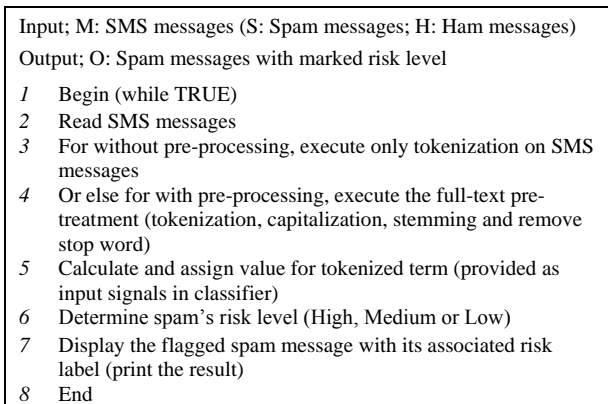 Input; M: SMS messages (S: Spam messages; H: Ham messages)
Output; O: Spam messages with marked risk level
1 Begin (while TRUE)
2 Read SMS messages
3 For without pre-processing, execute only tokenization on SMS
messages
4 Or else for with pre-processing, execute the full-text pre-
treatment (tokenization, capitalization, stemming and remove
stop word)
5 Calculate and assign value for tokenized term (provided as
input signals in classifier)
6 Determine spam's risk level (High, Medium or Low)
7 Display the flagged spam message with its associated risk
label (print the result)
8 End